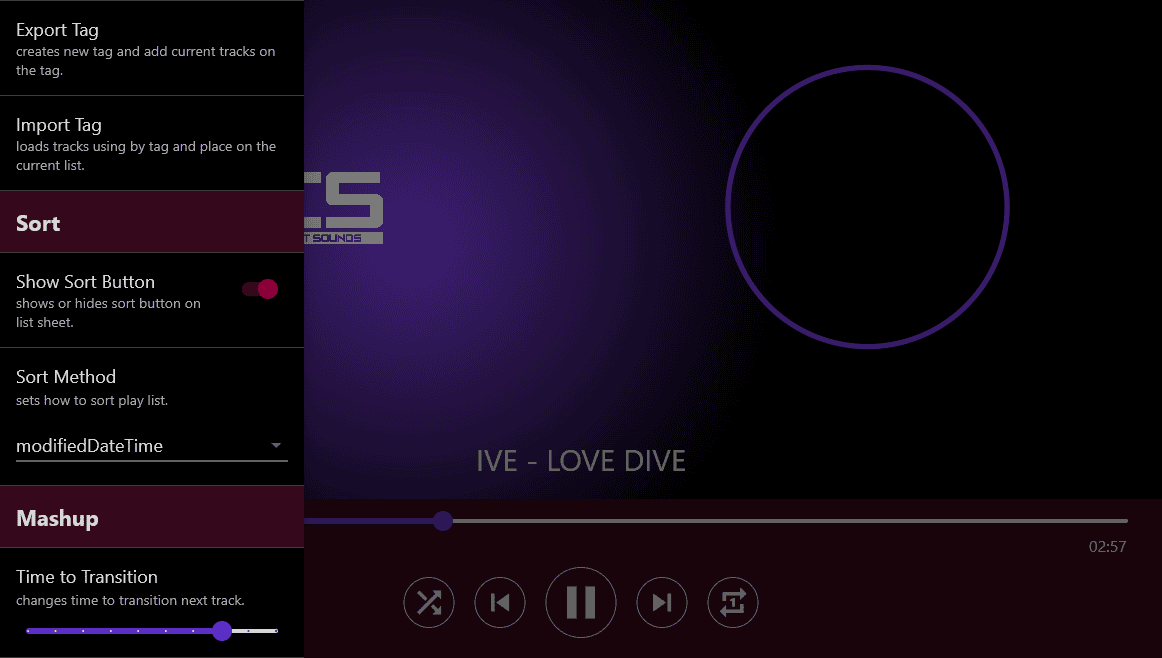 Export Tag
creates new tag and add current tracks on
the tag.
Import Tag
loads tracks using by tag and place on the
current list.
Sort
Show Sort Button
shows or hides sort button on
list sheet.
Sort Method
sets how to sort play list.
modifiedDateTime
Mashup
Time to Transition
changes time to transition next track.
CS
T SOUNDS
IVE - LOVE DIVE
02:57
1